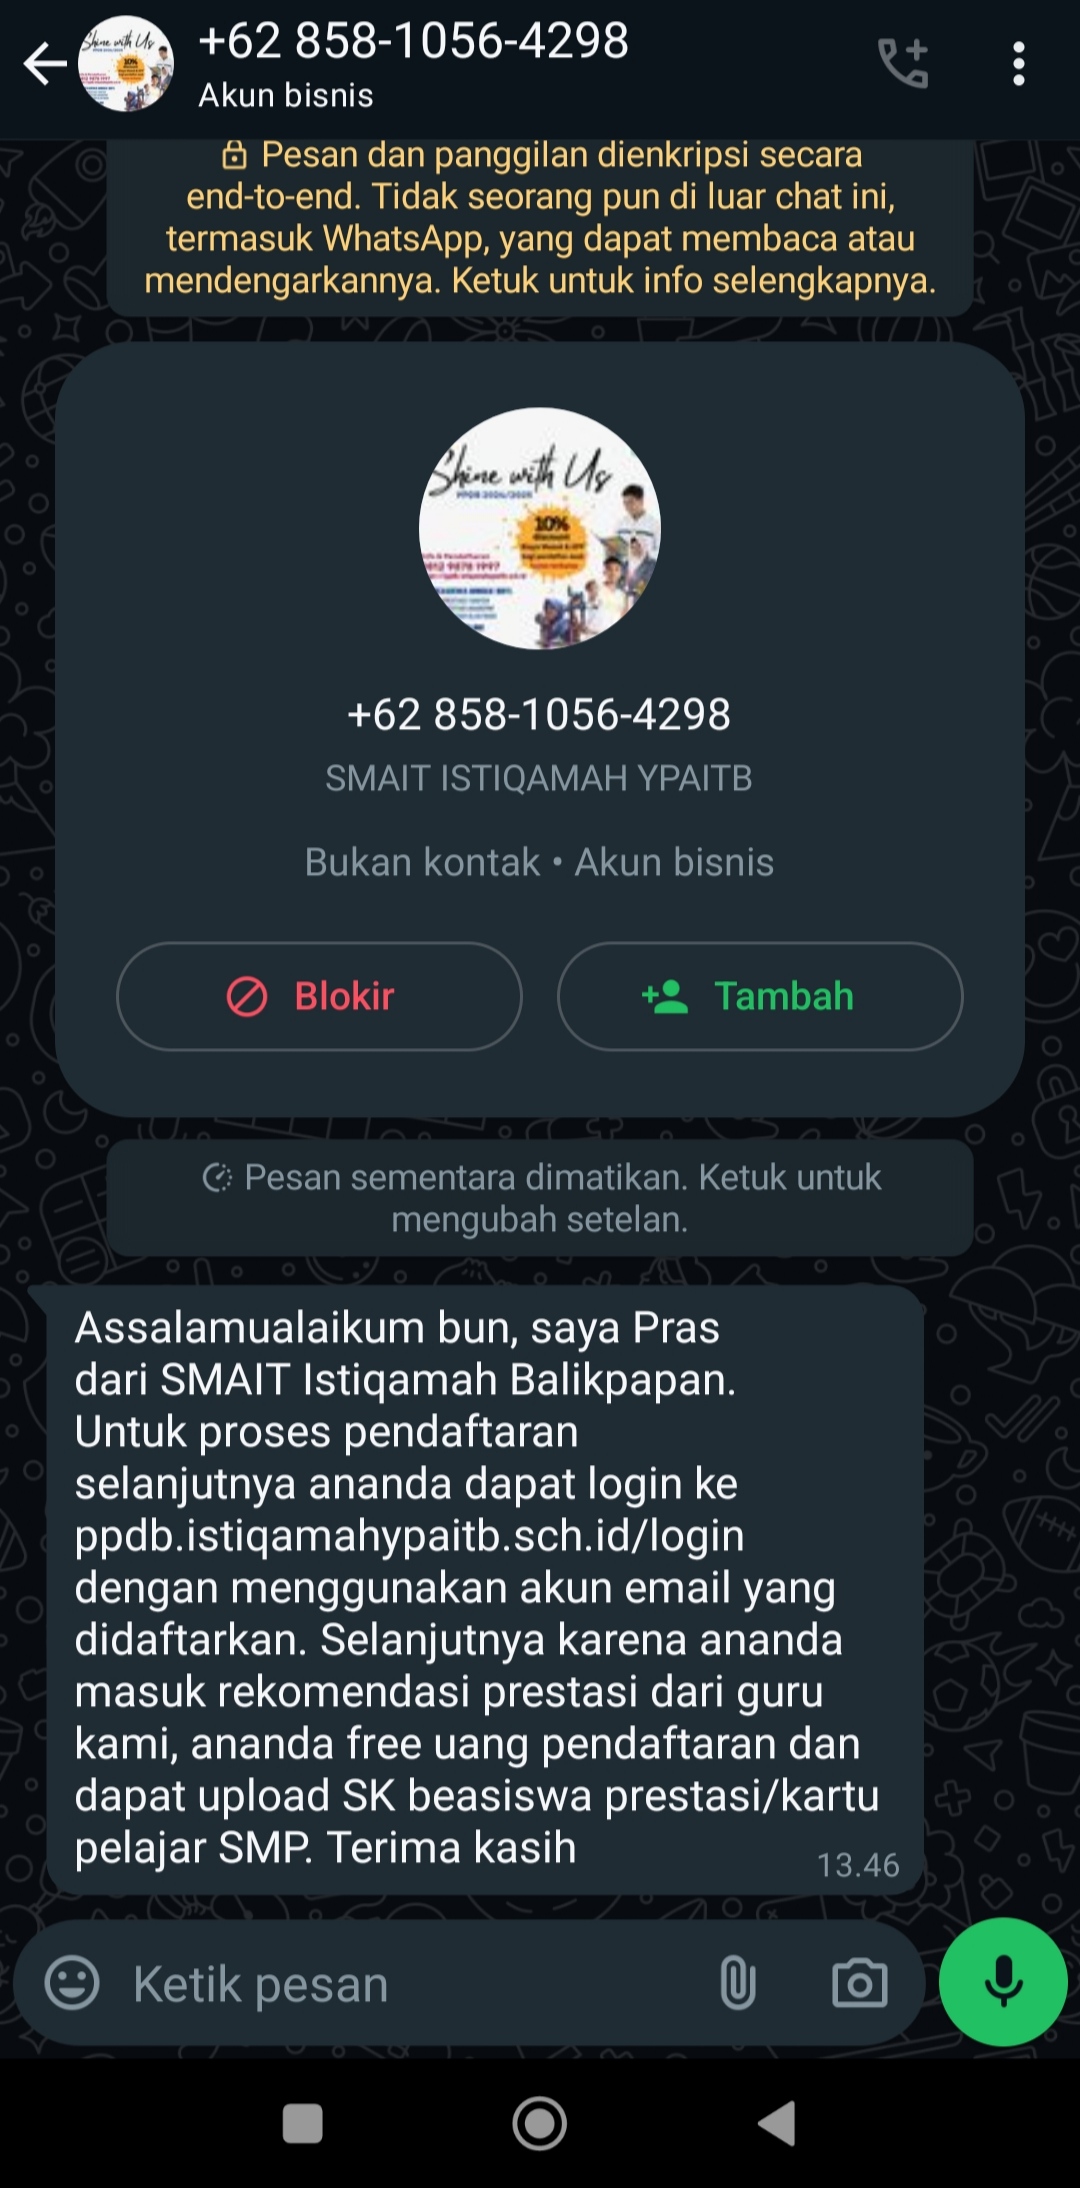 +62 858-1056-4298
Akun bisnis
Pesan dan panggilan dienkripsi secara
end-to-end. Tidak seorang pun di luar chat ini,
termasuk WhatsApp, yang dapat membaca atau
mendengarkannya. Ketuk untuk info selengkapnya.
Shine with Us
PPDB 2024/2025
10%
+62 858-1056-4298
SMAIT ISTIQAMAH YPAITB
Bukan kontak • Akun bisnis
Blokir
Tambah
Pesan sementara dimatikan. Ketuk untuk
mengubah setelan.
Assalamualaikum bun, saya Pras
dari SMAIT Istiqamah Balikpapan.
Untuk proses pendaftaran
selanjutnya ananda dapat login ke
ppdb.istiqamahypaitb.sch.id/login
dengan menggunakan akun email yang
didaftarkan. Selanjutnya karena ananda
masuk rekomendasi prestasi dari guru
kami, ananda free uang pendaftaran dan
dapat upload SK beasiswa prestasi/kartu
pelajar SMP. Terima kasih
13.46
Ketik pesan